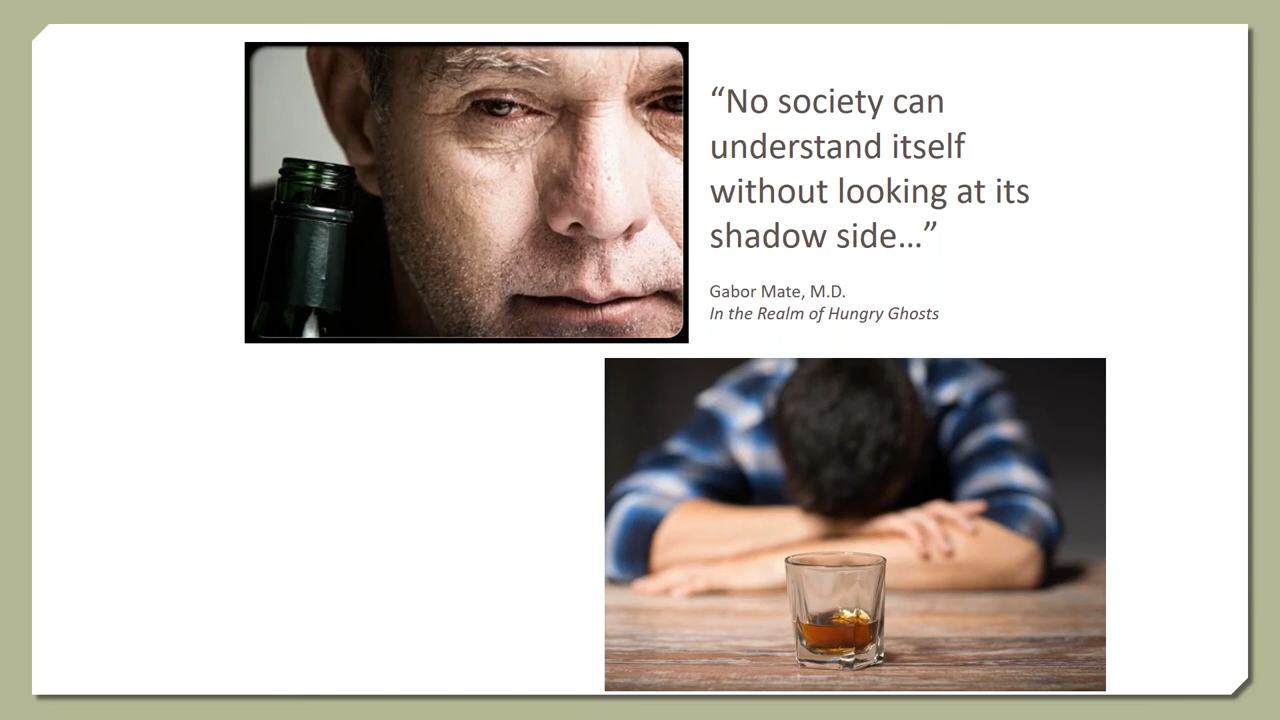 “No society can
understand itself
without looking at its
shadow side…”
Gabor Mate, M.D.
In the Realm of Hungry Ghosts